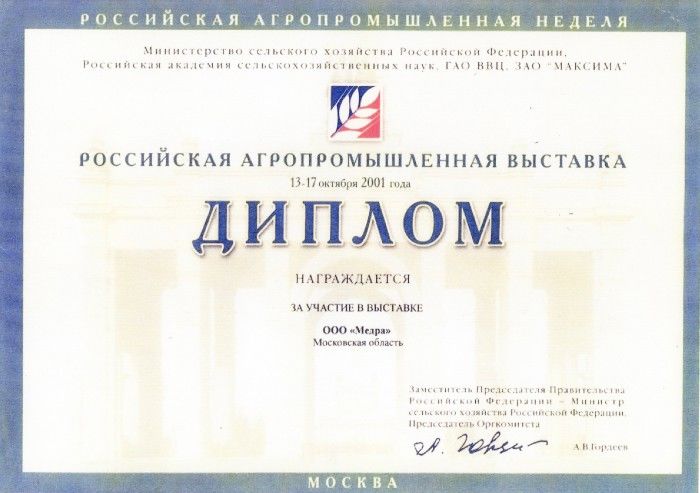 РОССИЙСКАЯ АГРОПРОМЫШЛЕННАЯ НЕДЕЛЯ
Министерство сельского хозяйства Российской Федерации,
Российская академия сельскохозяйственных наук, ГАО ВВЦ, ЗАО "МАКСИМА"
РОССИЙСКАЯ АГРОПРОМЫШЛЕННАЯ ВЫСТАВКА
13-17 октября 2001 года
ДИПЛОМ
НАГРАЖДАЕТСЯ
ЗА УЧАСТИЕ В ВЫСТАВКЕ
ООО «Медра»
Московская область
Заместитель Председателя Правительства
Российской Федерации – Министр
сельского хозяйства Российской Федерации,
Председатель Оргкомитета
А.В.Гордеев
МОСКВА